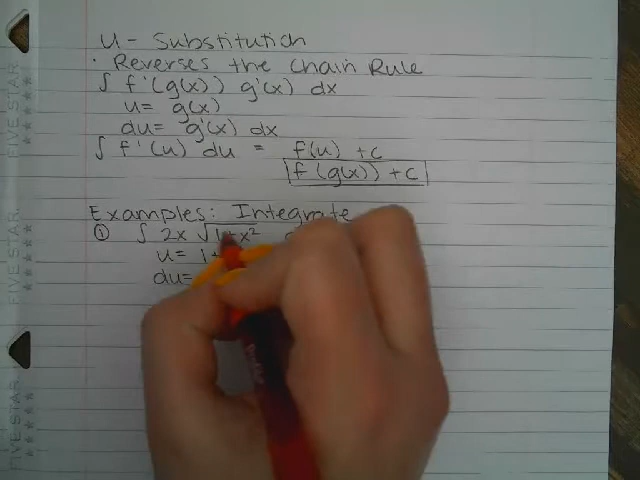 U - Substitution
· Reverses the Chain Rule
∫ f'(g(x)) g'(x) dx
u = g(x)
du = g'(x) dx
∫ f'(u) du = f(u) + c
f(g(x)) + c
Examples: Integrate
① ∫ 2x √1+x²
u = 1+
du =
FIVE STAR
FIVE STAR
FIVE STAR